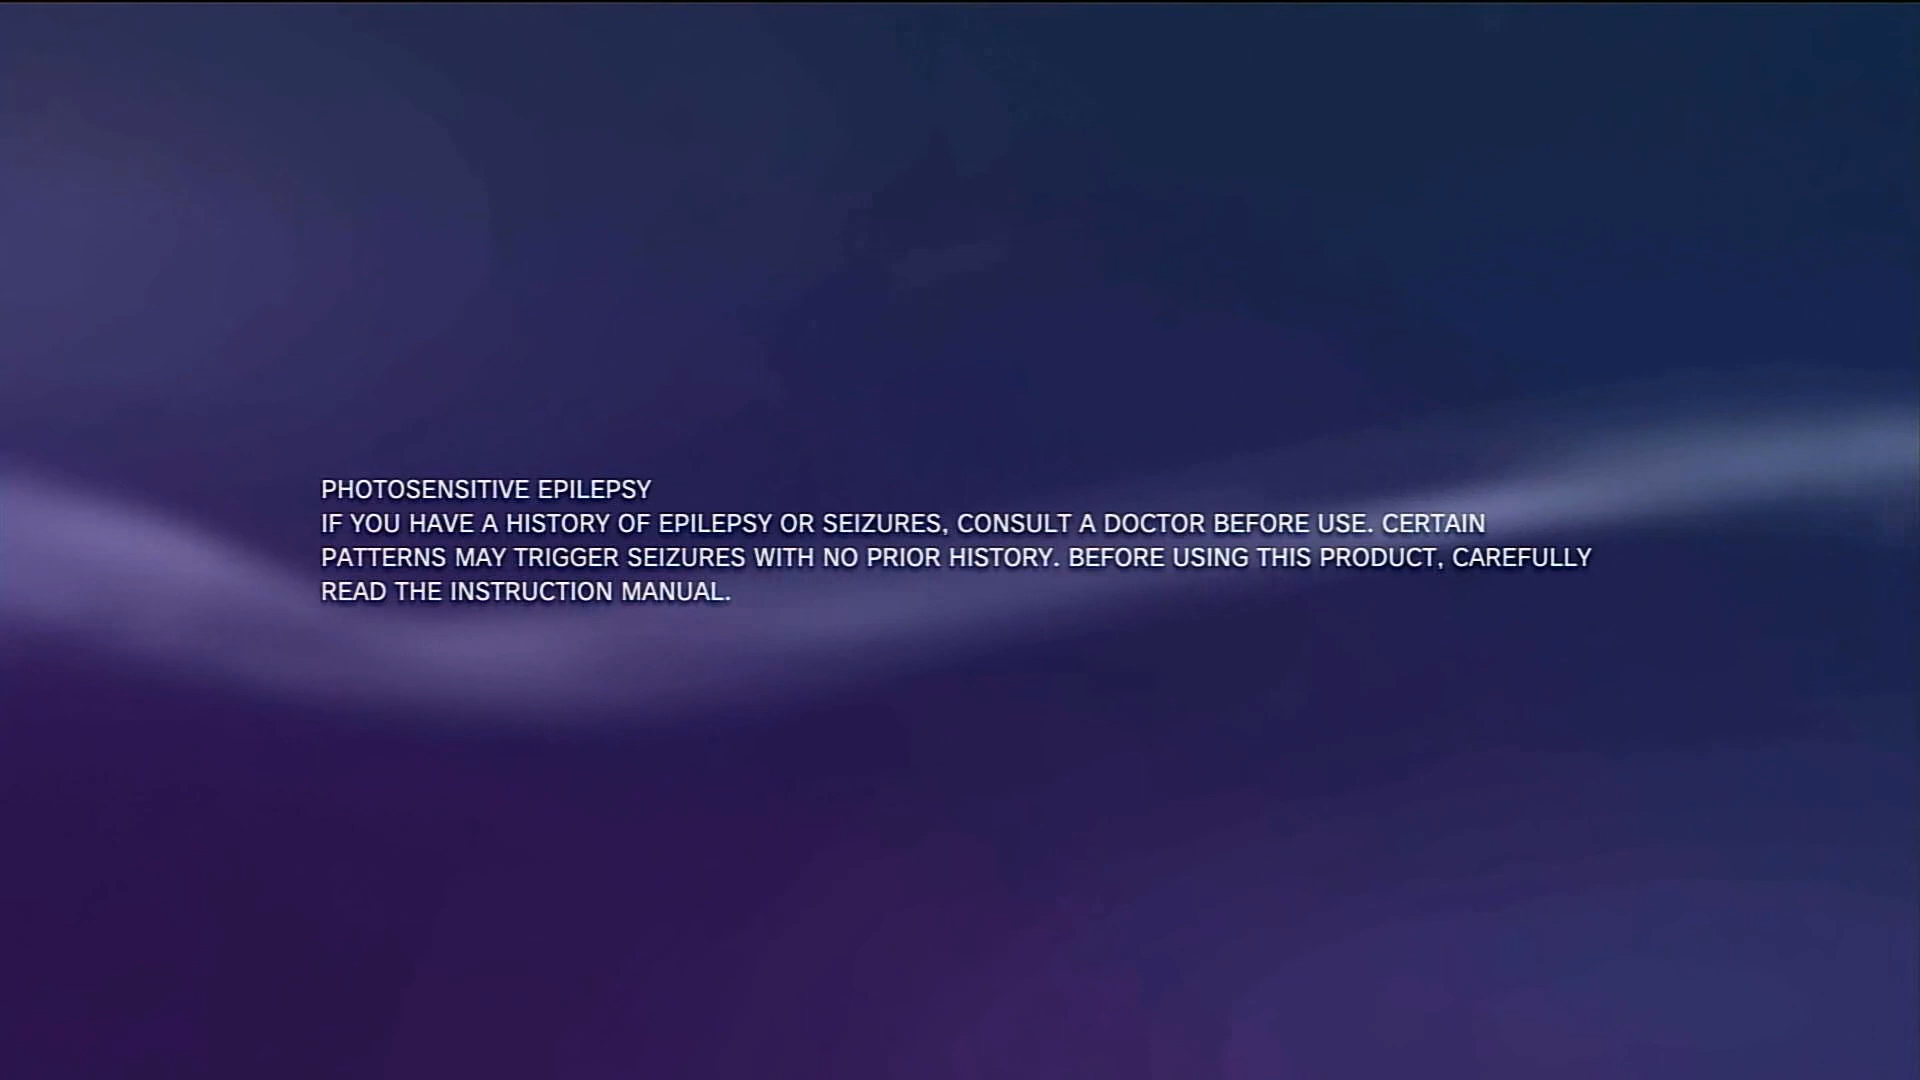 PHOTOSENSITIVE EPILEPSY
IF YOU HAVE A HISTORY OF EPILEPSY OR SEIZURES, CONSULT A DOCTOR BEFORE USE. CERTAIN
PATTERNS MAY TRIGGER SEIZURES WITH NO PRIOR HISTORY. BEFORE USING THIS PRODUCT, CAREFULLY
READ THE INSTRUCTION MANUAL.